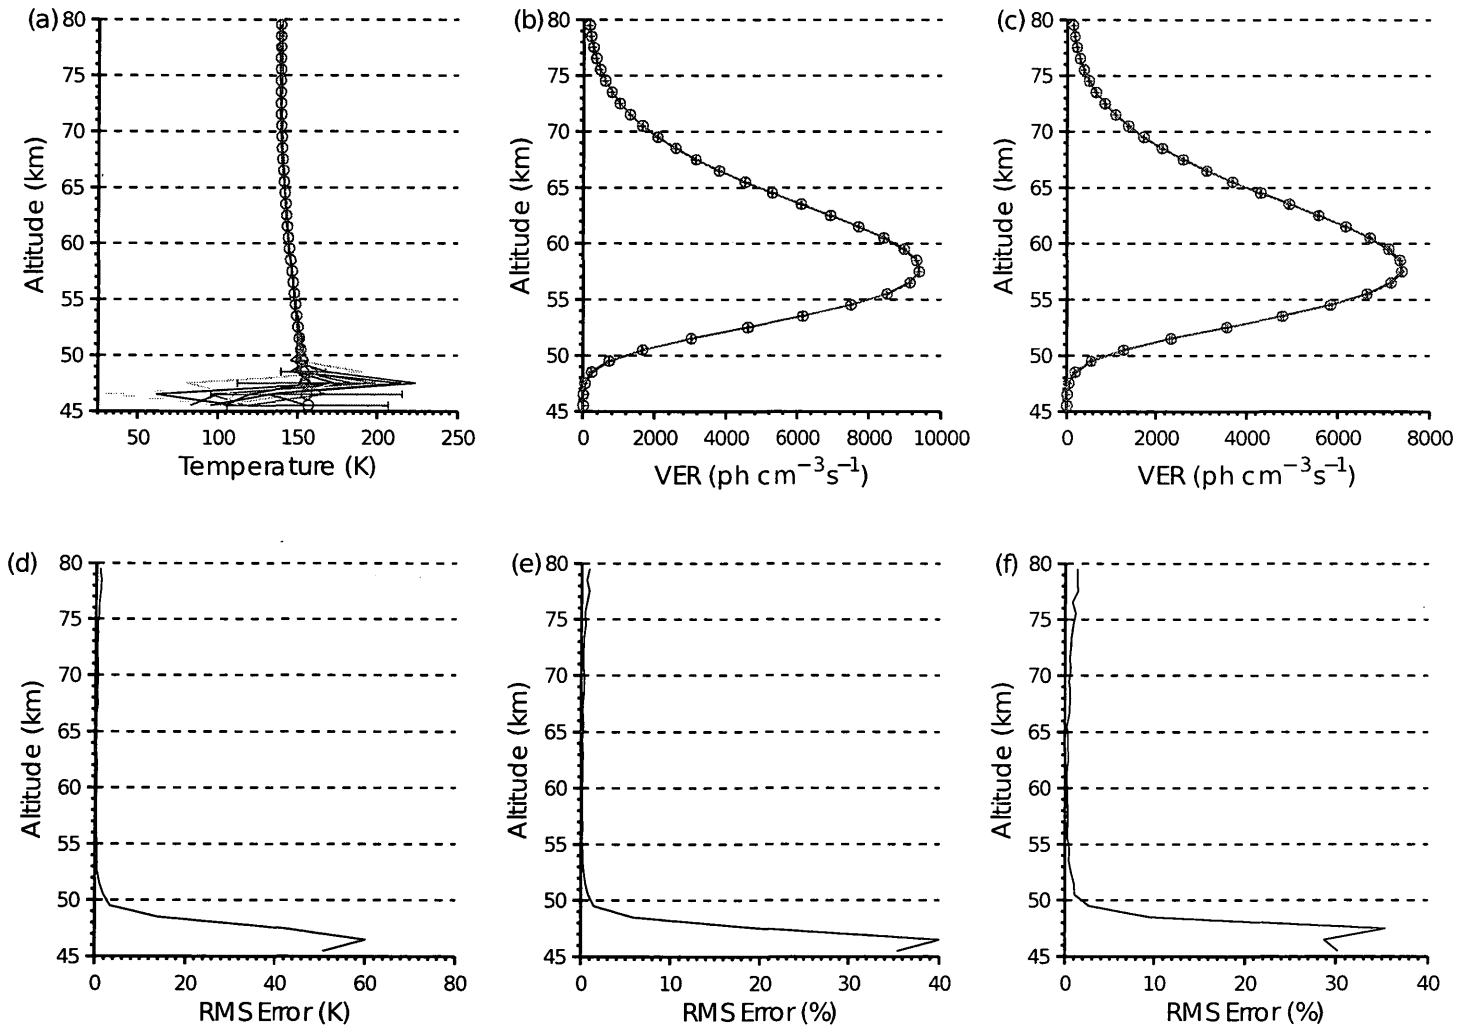 (a) 80 (b) 80 (c) 80
75 75 75
70 70 70
65 65 65
60 60 60
55 55 55
50 50 50
45 45 45
Altitude (km) Altitude (km) Altitude (km)
50 100 150 200 250 0 2000 4000 6000 8000 10000 0 2000 4000 6000 8000
Temperature (K) VER (ph cm−3s−1) VER (ph cm−3s−1)
(d) 80 (e) 80 (f) 80
75 75 75
70 70 70
65 65 65
60 60 60
55 55 55
50 50 50
45 45 45
Altitude (km) Altitude (km) Altitude (km)
0 20 40 60 80 0 10 20 30 40 0 10 20 30 40
RMS Error (K) RMS Error (%) RMS Error (%)